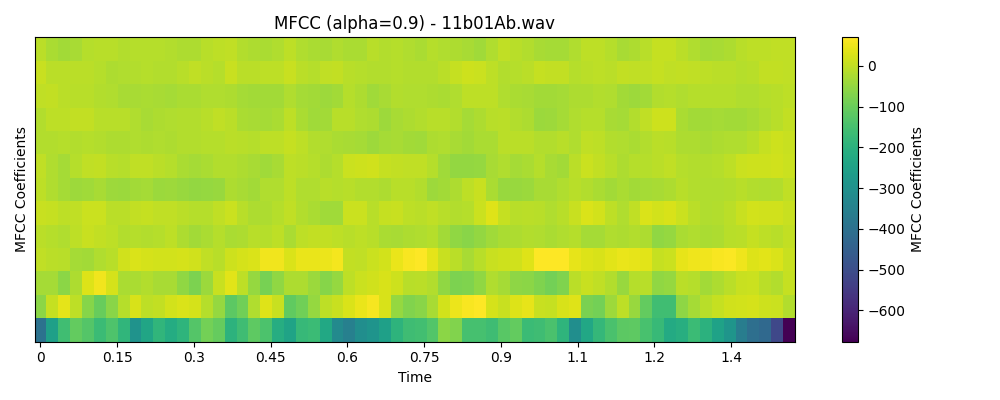 MFCC (alpha=0.9) - 11b01Ab.wav
MFCC Coefficients
0 0.15 0.3 0.45 0.6 0.75 0.9 1.1 1.2 1.4
Time
0
−100
−200
−300
−400
−500
−600
MFCC Coefficients